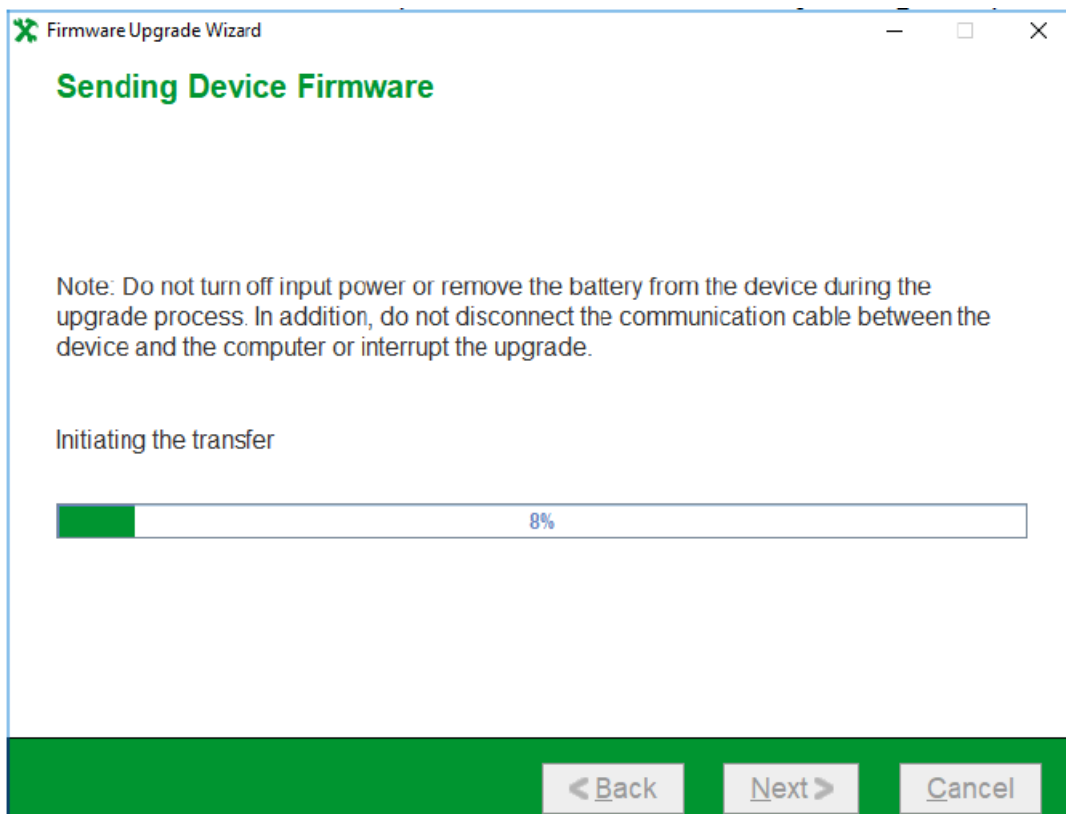 Firmware Upgrade Wizard
Sending Device Firmware
Note: Do not turn off input power or remove the battery from the device during the
upgrade process. In addition, do not disconnect the communication cable between the
device and the computer or interrupt the upgrade.
Initiating the transfer
8%
< Back Next > Cancel